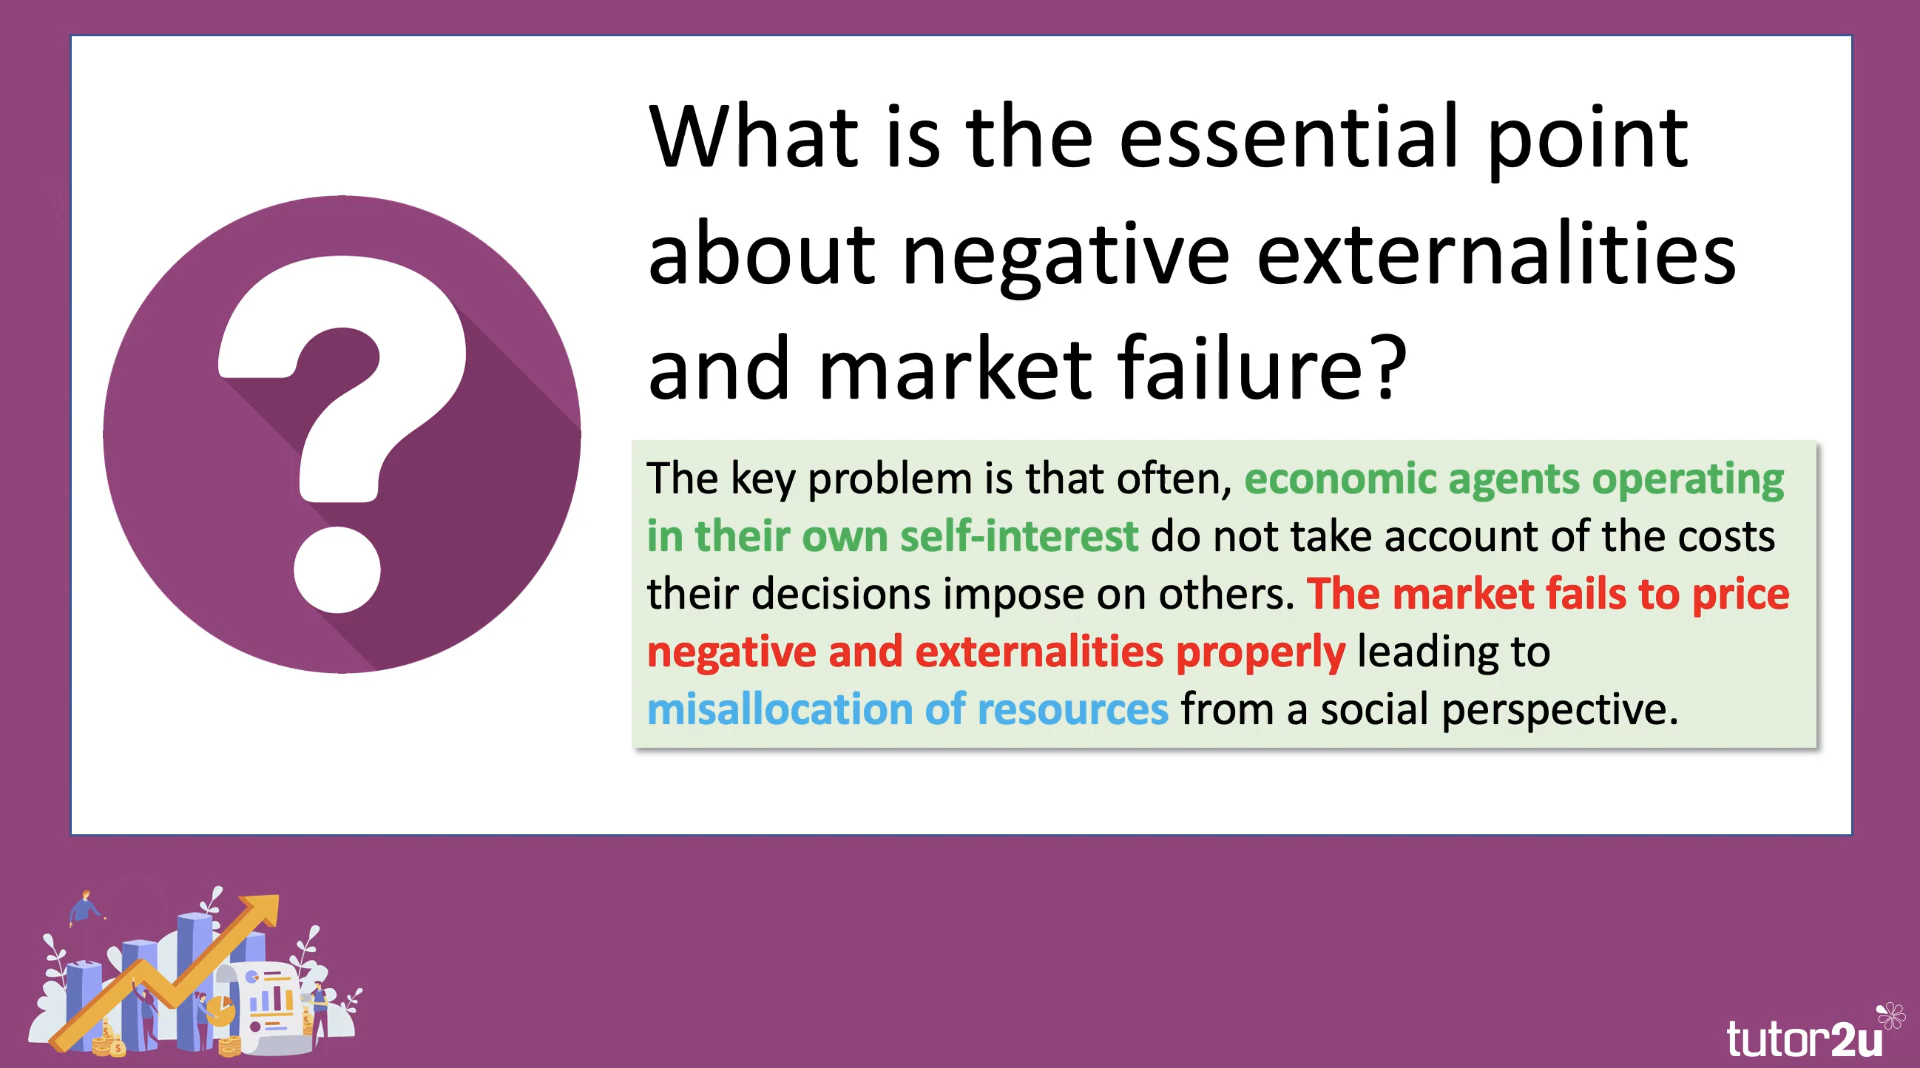 What is the essential point
about negative externalities
and market failure?
The key problem is that often, economic agents operating
in their own self-interest do not take account of the costs
their decisions impose on others. The market fails to price
negative and externalities properly leading to
misallocation of resources from a social perspective.
tutor2u